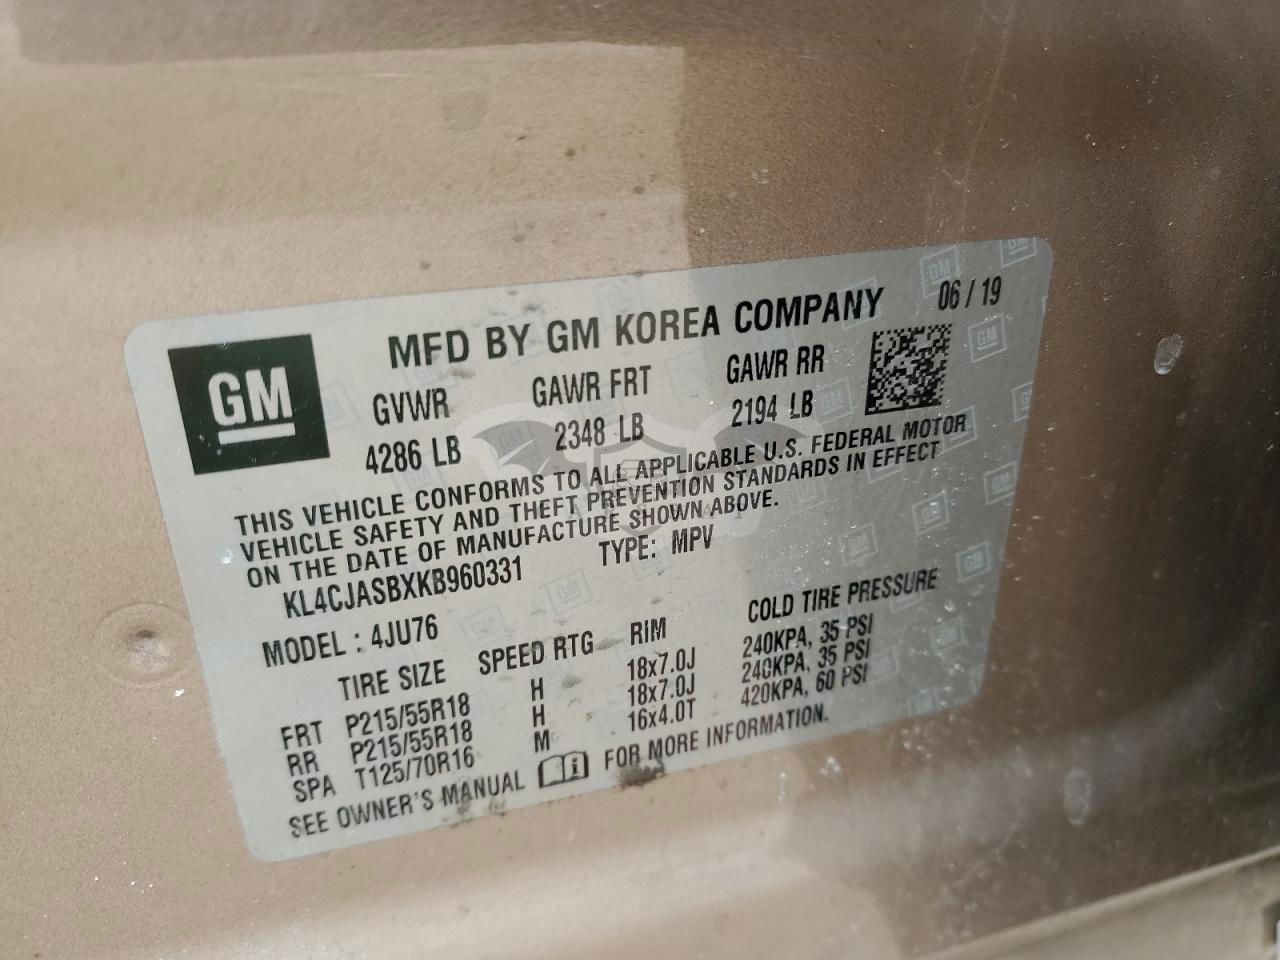 MFD BY GM KOREA COMPANY 06 / 19
GM
GVWR GAWR FRT GAWR RR
4286 LB 2348 LB 2194 LB
THIS VEHICLE CONFORMS TO ALL APPLICABLE U.S. FEDERAL MOTOR
VEHICLE SAFETY AND THEFT PREVENTION STANDARDS IN EFFECT
ON THE DATE OF MANUFACTURE SHOWN ABOVE.
KL4CJASBXKB960331 TYPE: MPV
MODEL : 4JU76
TIRE SIZE SPEED RTG RIM COLD TIRE PRESSURE
FRT P215/55R18 H 18x7.0J 240KPA, 35 PSI
RR P215/55R18 H 18x7.0J 240KPA, 35 PSI
SPA T125/70R16 M 16x4.0T 420KPA, 60 PSI
SEE OWNER'S MANUAL FOR MORE INFORMATION.